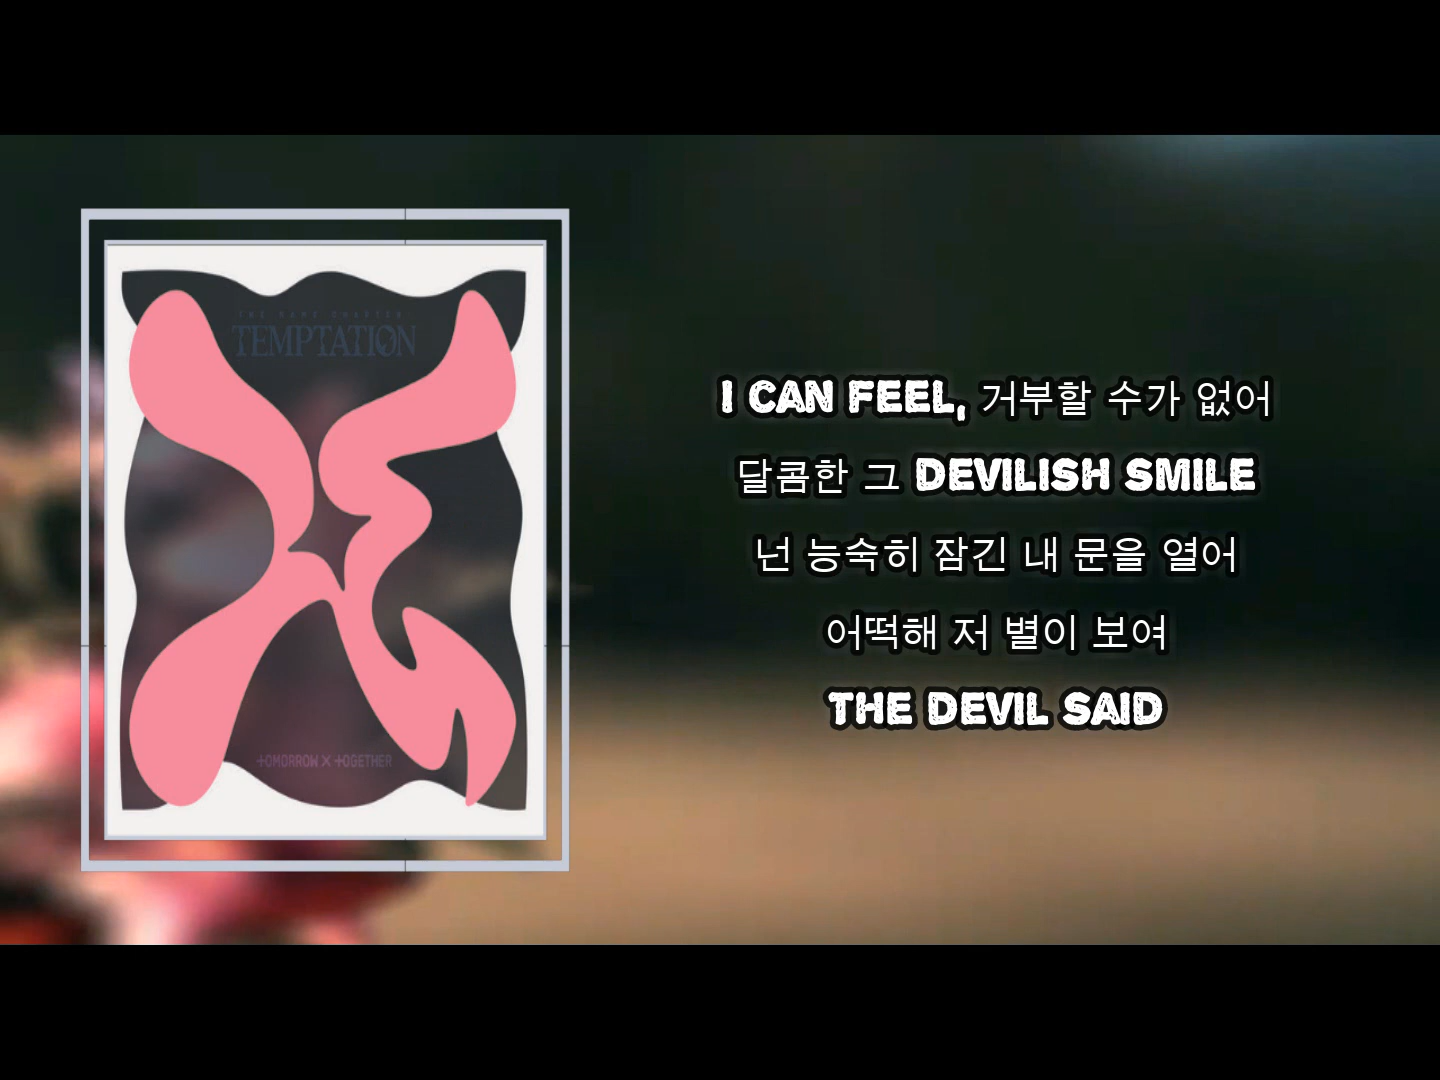 THE NAME CHAPTER:
TEMPTATION
TOMORROW X TOGETHER
I CAN FEEL, 거부할 수가 없어
달콤한 그 DEVILISH SMILE
넌 능숙히 잠긴 내 문을 열어
어떡해 저 별이 보여
THE DEVIL SAID